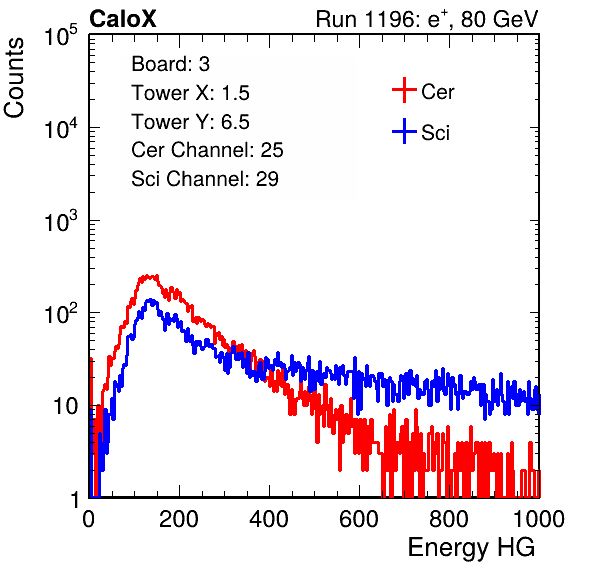 CaloX Run 1196: e⁺, 80 GeV
Counts
Board: 3
Tower X: 1.5
Tower Y: 6.5
Cer Channel: 25
Sci Channel: 29
Cer
Sci
10⁵
10⁴
10³
10²
10
1
0 200 400 600 800 1000
Energy HG